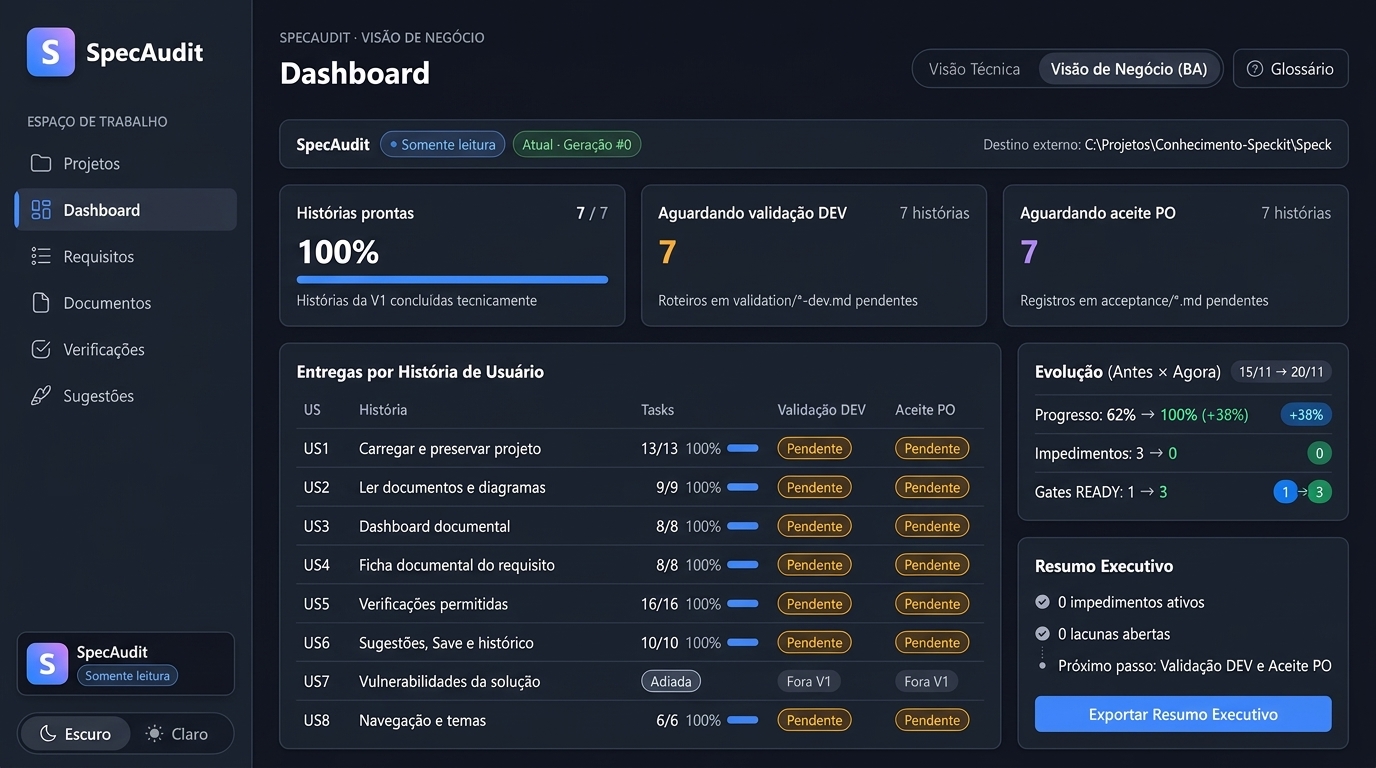 S SpecAudit
ESPAÇO DE TRABALHO
Projetos
Dashboard
Requisitos
Documentos
Verificações
Sugestões
S SpecAudit
Somente leitura
Escuro Claro
SPECAUDIT · VISÃO DE NEGÓCIO
Dashboard
Visão Técnica Visão de Negócio (BA) ? Glossário
SpecAudit Somente leitura Atual · Geração #0 Destino externo: C:\Projetos\Conhecimento-Speckit\Speck
Histórias prontas 7 / 7
100%
Histórias da V1 concluídas tecnicamente
Aguardando validação DEV 7 histórias
7
Roteiros em validation/*-dev.md pendentes
Aguardando aceite PO 7 histórias
7
Registros em acceptance/*.md pendentes
Entregas por História de Usuário
US História Tasks Validação DEV Aceite PO
US1 Carregar e preservar projeto 13/13 100% Pendente Pendente
US2 Ler documentos e diagramas 9/9 100% Pendente Pendente
US3 Dashboard documental 8/8 100% Pendente Pendente
US4 Ficha documental do requisito 8/8 100% Pendente Pendente
US5 Verificações permitidas 16/16 100% Pendente Pendente
US6 Sugestões, Save e histórico 10/10 100% Pendente Pendente
US7 Vulnerabilidades da solução Adiada Fora V1 Fora V1
US8 Navegação e temas 6/6 100% Pendente Pendente
Evolução (Antes × Agora) 15/11 → 20/11
Progresso: 62% → 100% (+38%) +38%
Impedimentos: 3 → 0 0
Gates READY: 1 → 3 1 → 3
Resumo Executivo
0 impedimentos ativos
0 lacunas abertas
Próximo passo: Validação DEV e Aceite PO
Exportar Resumo Executivo